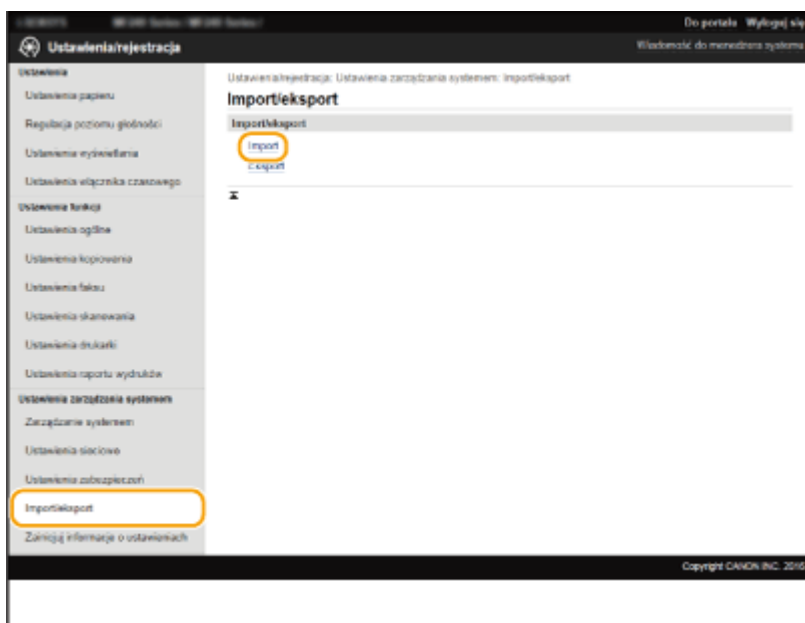 Do portalu Wyloguj się
Ustawienia/rejestracja
Wiadomość do menedżera systemu
Ustawienia
Ustawienia papieru
Regulacja poziomu głośności
Ustawienia wyświetlania
Ustawienia włącznika czasowego
Ustawienia funkcji
Ustawienia ogólne
Ustawienia kopiowania
Ustawienia faksu
Ustawienia skanowania
Ustawienia drukarki
Ustawienia raportu wydruków
Ustawienia zarządzania systemem
Zarządzanie systemem
Ustawienia sieciowe
Ustawienia zabezpieczeń
Import/eksport
Zainicjuj informacje o ustawieniach
Ustawienia/rejestracja: Ustawienia zarządzania systemem: Import/eksport
Import/eksport
Import/eksport
Import
Eksport
Copyright CANON INC. 2016